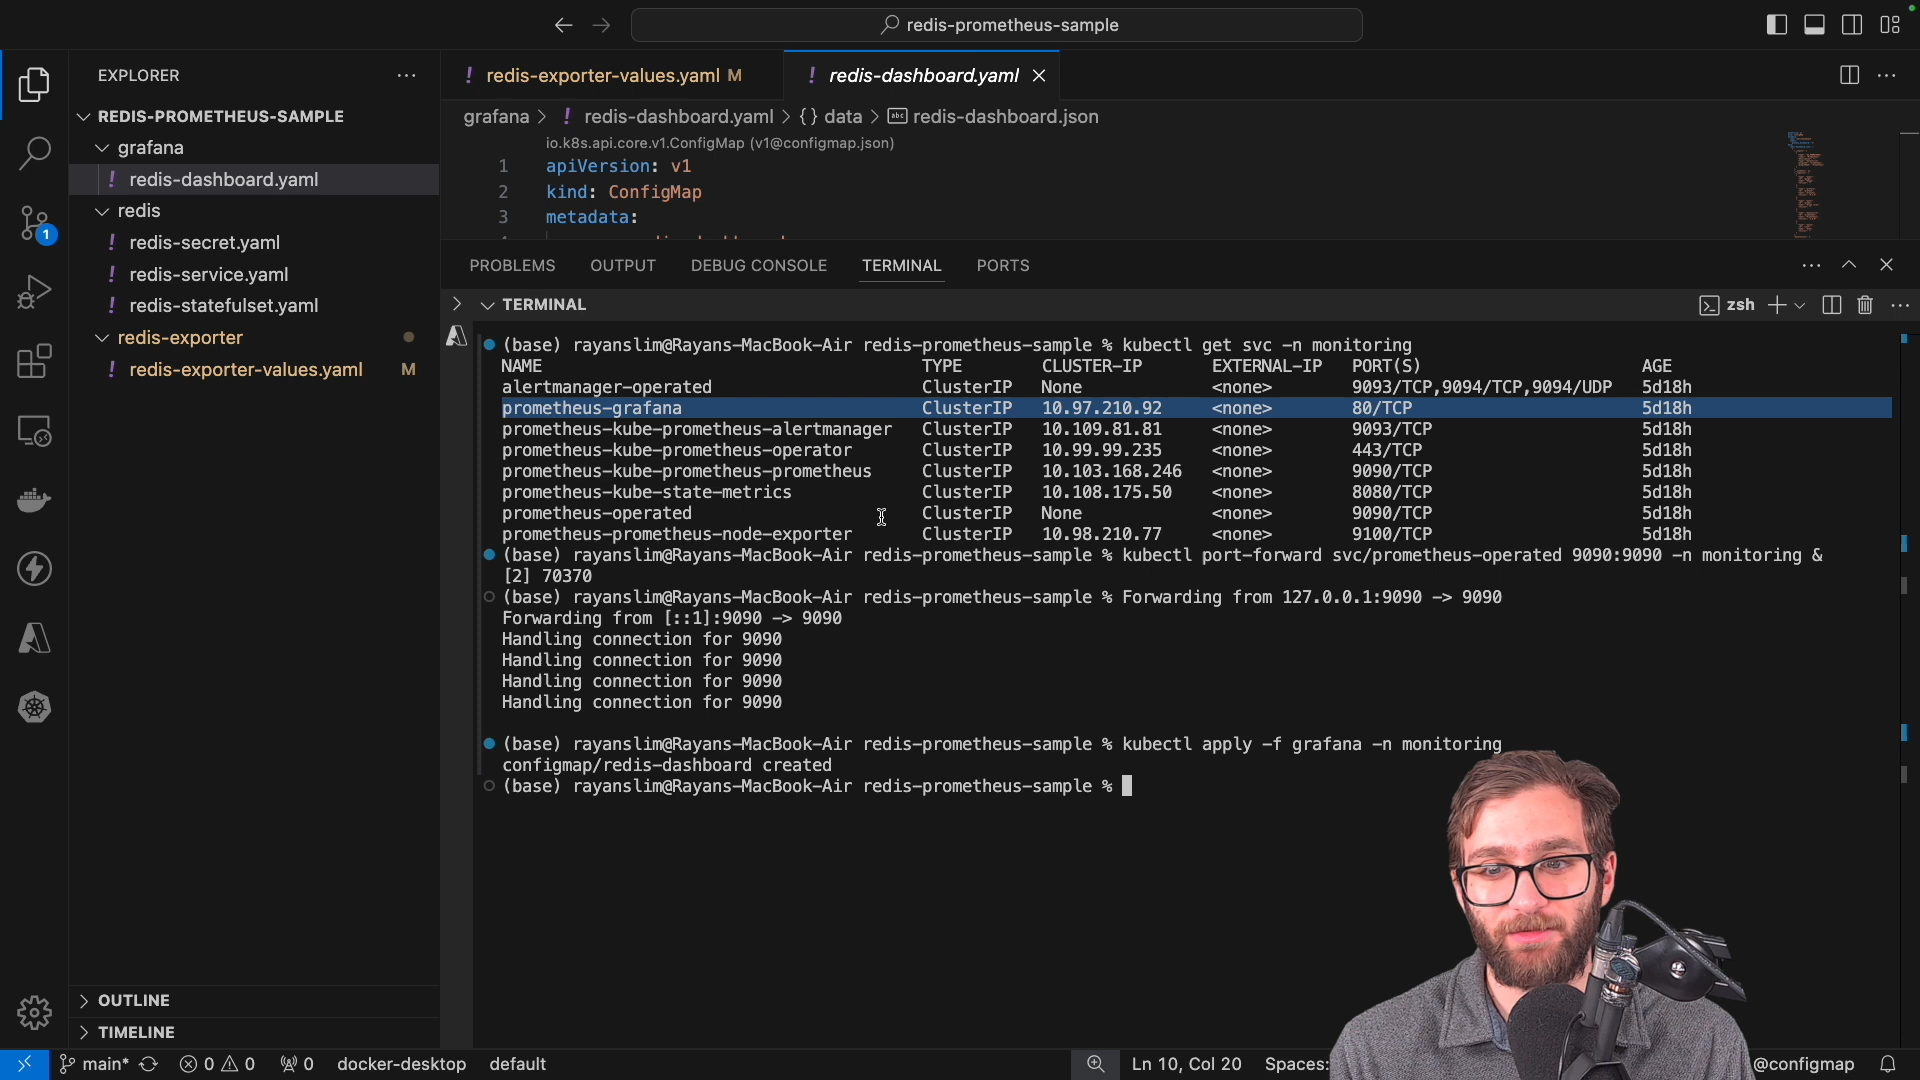 redis-prometheus-sample
EXPLORER
REDIS-PROMETHEUS-SAMPLE
grafana
! redis-dashboard.yaml
redis
! redis-secret.yaml
! redis-service.yaml
! redis-statefulset.yaml
redis-exporter
! redis-exporter-values.yaml M
OUTLINE
TIMELINE
! redis-exporter-values.yaml M
! redis-dashboard.yaml
grafana > ! redis-dashboard.yaml > {} data > abc redis-dashboard.json
io.k8s.api.core.v1.ConfigMap (v1@configmap.json)
1 apiVersion: v1
2 kind: ConfigMap
3 metadata:
PROBLEMS OUTPUT DEBUG CONSOLE TERMINAL PORTS
TERMINAL
zsh
(base) rayanslim@Rayans-MacBook-Air redis-prometheus-sample % kubectl get svc -n monitoring
NAME TYPE CLUSTER-IP EXTERNAL-IP PORT(S) AGE
alertmanager-operated ClusterIP None <none> 9093/TCP,9094/TCP,9094/UDP 5d18h
prometheus-grafana ClusterIP 10.97.210.92 <none> 80/TCP 5d18h
prometheus-kube-prometheus-alertmanager ClusterIP 10.109.81.81 <none> 9093/TCP 5d18h
prometheus-kube-prometheus-operator ClusterIP 10.99.99.235 <none> 443/TCP 5d18h
prometheus-kube-prometheus-prometheus ClusterIP 10.103.168.246 <none> 9090/TCP 5d18h
prometheus-kube-state-metrics ClusterIP 10.108.175.50 <none> 8080/TCP 5d18h
prometheus-operated ClusterIP None <none> 9090/TCP 5d18h
prometheus-prometheus-node-exporter ClusterIP 10.98.210.77 <none> 9100/TCP 5d18h
(base) rayanslim@Rayans-MacBook-Air redis-prometheus-sample % kubectl port-forward svc/prometheus-operated 9090:9090 -n monitoring &
[2] 70370
(base) rayanslim@Rayans-MacBook-Air redis-prometheus-sample % Forwarding from 127.0.0.1:9090 -> 9090
Forwarding from [::1]:9090 -> 9090
Handling connection for 9090
Handling connection for 9090
Handling connection for 9090
Handling connection for 9090
(base) rayanslim@Rayans-MacBook-Air redis-prometheus-sample % kubectl apply -f grafana -n monitoring
configmap/redis-dashboard created
(base) rayanslim@Rayans-MacBook-Air redis-prometheus-sample %
1
main* 0 0 0 docker-desktop default Ln 10, Col 20 Spaces: @configmap